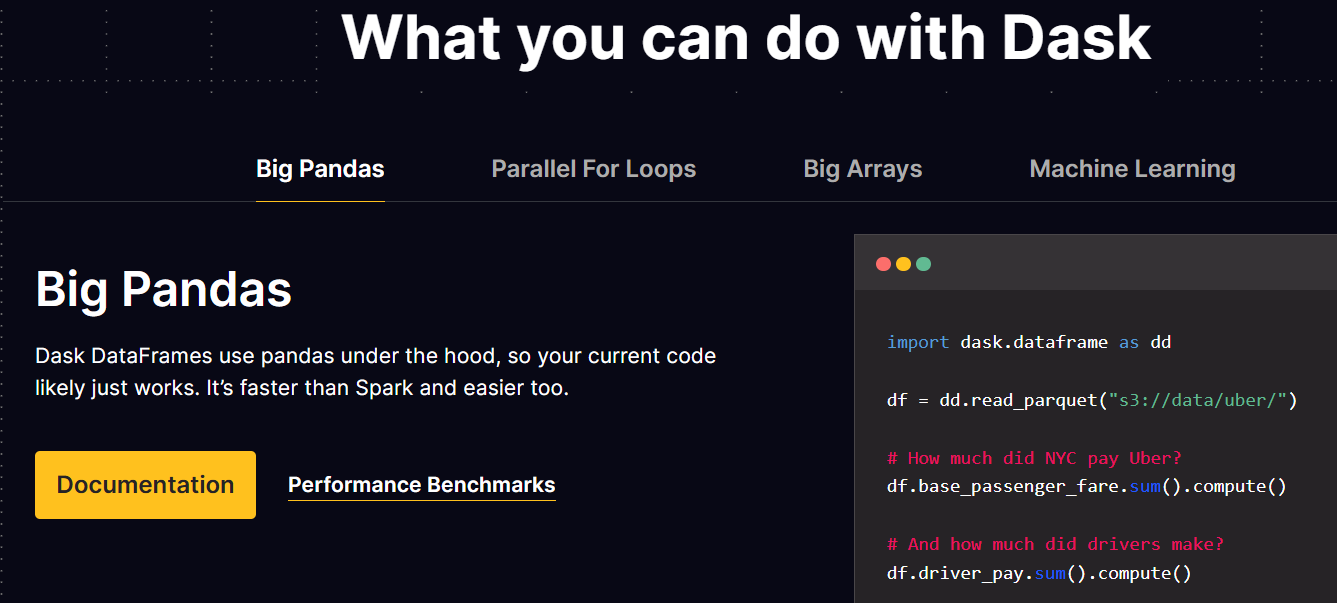 What you can do with Dask
Big Pandas
Parallel For Loops
Big Arrays
Machine Learning
Big Pandas
Dask DataFrames use pandas under the hood, so your current code
likely just works. It’s faster than Spark and easier too.
Documentation
Performance Benchmarks
import dask.dataframe as dd
df = dd.read_parquet("s3://data/uber/")
# How much did NYC pay Uber?
df.base_passenger_fare.sum().compute()
# And how much did drivers make?
df.driver_pay.sum().compute()